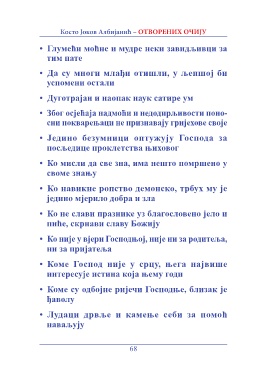 Косто Јоков Албијанић – ОТВОРЕНИХ ОЧИЈУ
• Глумећи моћне и мудре неки завидљивци за
тим пате
• Да су многи млађи отишли, у љепшој би
успомени остали
• Дуготрајан и наопак наук сатире ум
• Због осјећаја надмоћи и недодирљивости поно-
сни покварењаци не признавају гријехове своје
• Једино безумници оптужују Господа за
посљедице проклетства њиховог
• Ко мисли да све зна, има нешто помршено у
своме знању
• Ко навикне ропство демонско, трбух му је
једино мјерило добра и зла
• Ко не слави празнике уз благословено јело и
пиће, скрнави славу Божију
• Ко није у вјери Господњој, није ни за родитеља,
ни за пријатеља
• Коме Господ није у срцу, њега највише
интересује истина која њему годи
• Коме су одбојне ријечи Господње, близак је
ђаволу
• Лудаци дрвље и камење себи за помоћ
наваљују
68